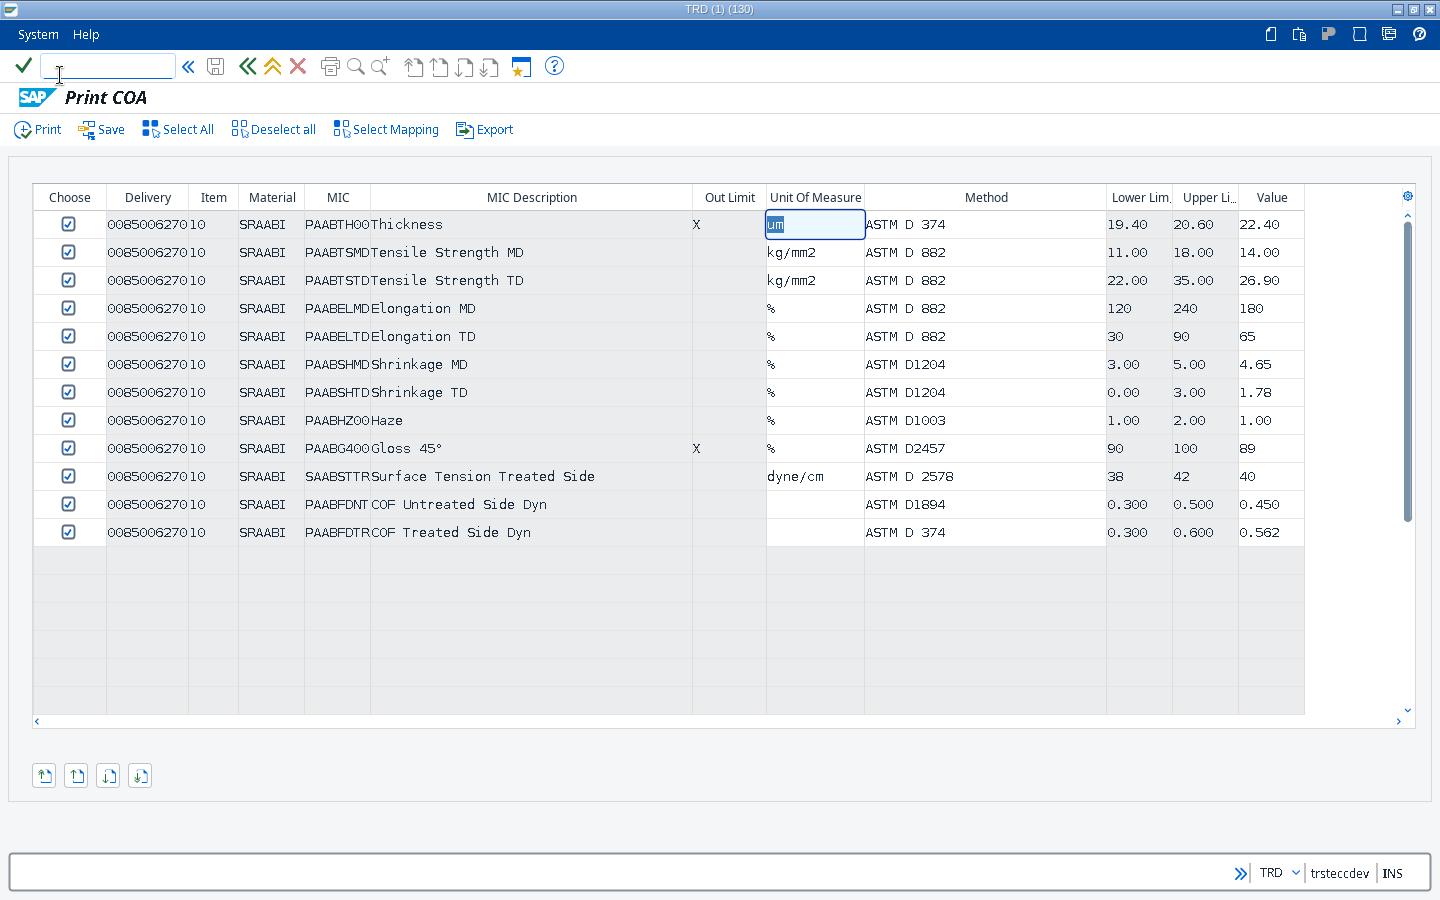 TRD (1) (130)
System Help
SAP Print COA
Print Save Select All Deselect all Select Mapping Export
Choose Delivery Item Material MIC MIC Description Out Limit Unit Of Measure Method Lower Lim. Upper Li... Value
0085006270 10 SRAABI PAABTH00 Thickness X um ASTM D 374 19.40 20.60 22.40
0085006270 10 SRAABI PAABTSMD Tensile Strength MD kg/mm2 ASTM D 882 11.00 18.00 14.00
0085006270 10 SRAABI PAABTSTD Tensile Strength TD kg/mm2 ASTM D 882 22.00 35.00 26.90
0085006270 10 SRAABI PAABELMD Elongation MD % ASTM D 882 120 240 180
0085006270 10 SRAABI PAABELTD Elongation TD % ASTM D 882 30 90 65
0085006270 10 SRAABI PAABSHMD Shrinkage MD % ASTM D1204 3.00 5.00 4.65
0085006270 10 SRAABI PAABSHTD Shrinkage TD % ASTM D1204 0.00 3.00 1.78
0085006270 10 SRAABI PAABHZ00 Haze % ASTM D1003 1.00 2.00 1.00
0085006270 10 SRAABI PAABG400 Gloss 45° X % ASTM D2457 90 100 89
0085006270 10 SRAABI SAABSTTR Surface Tension Treated Side dyne/cm ASTM D 2578 38 42 40
0085006270 10 SRAABI PAABFDNT COF Untreated Side Dyn ASTM D1894 0.300 0.500 0.450
0085006270 10 SRAABI PAABFDTR COF Treated Side Dyn ASTM D 374 0.300 0.600 0.562
TRD trsteccdev INS